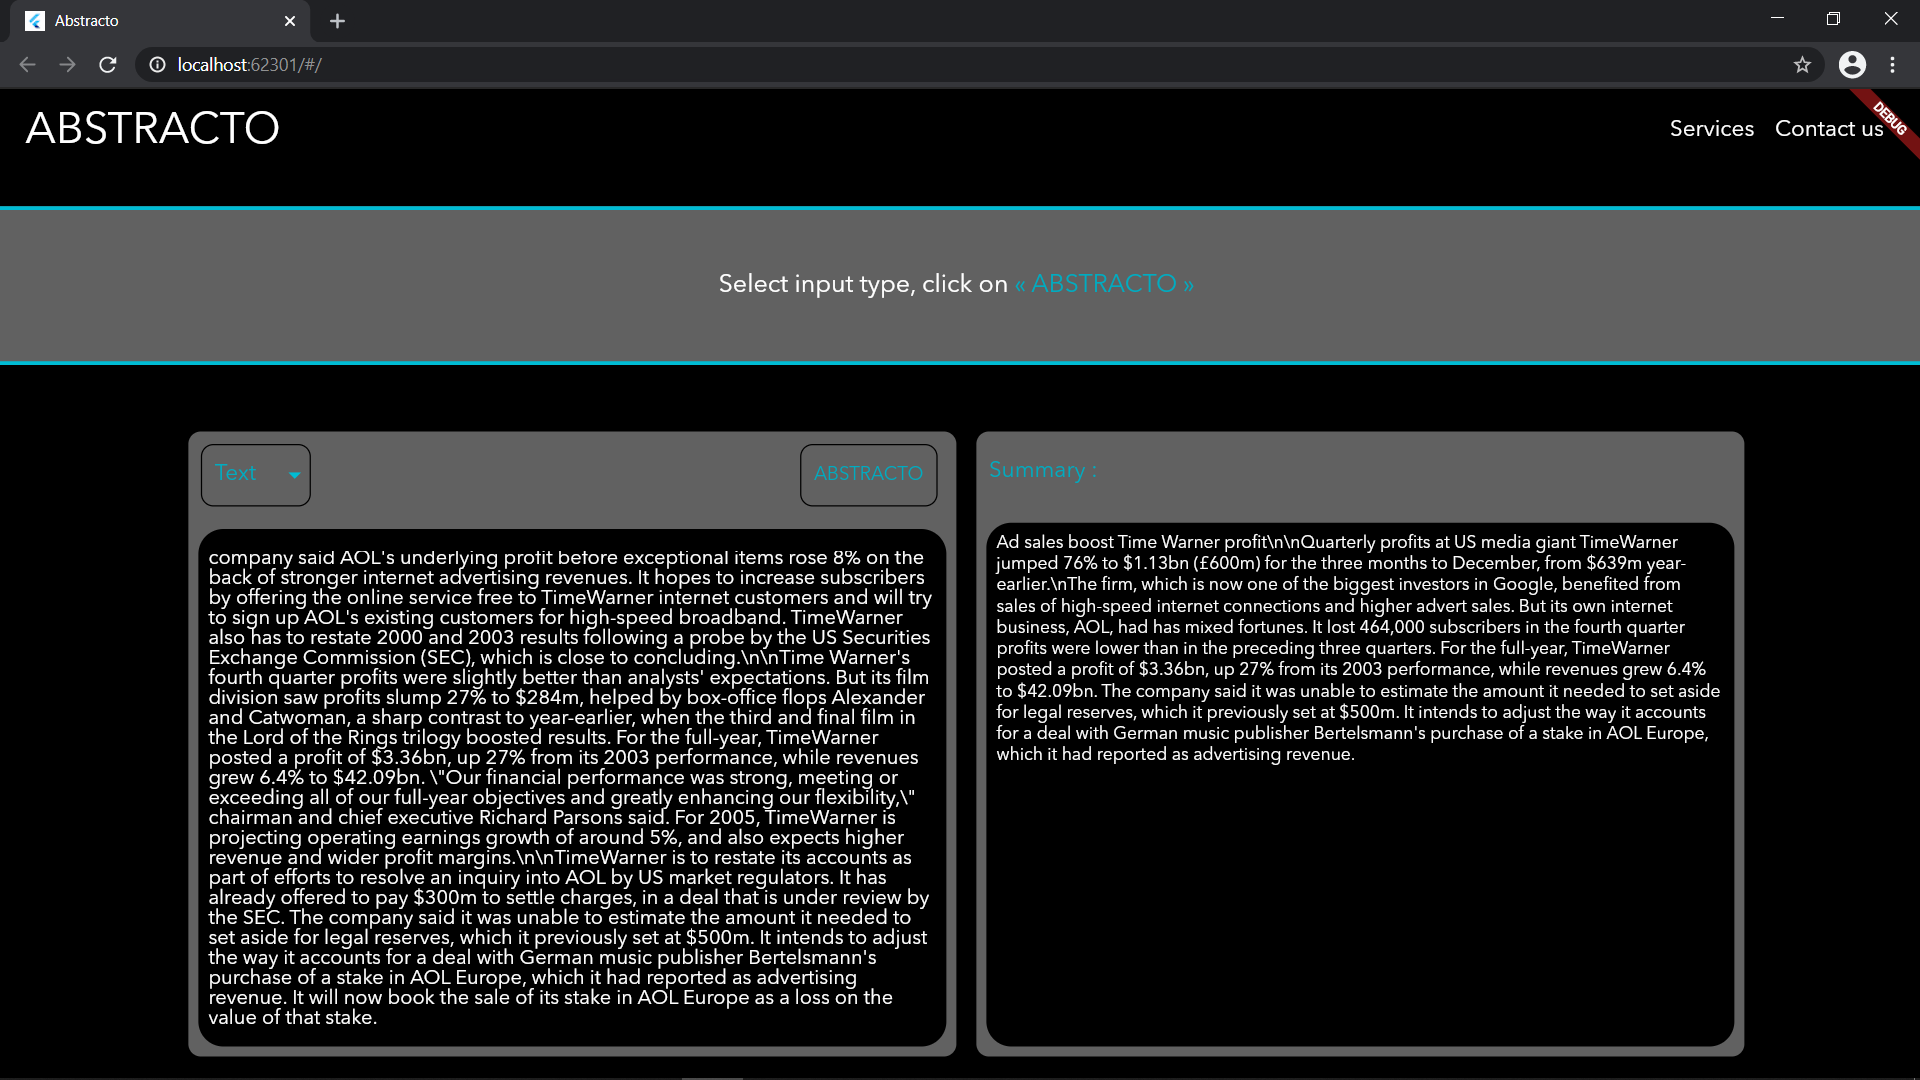 Abstracto
localhost:62301/#/
ABSTRACTO
Services Contact us
DEBUG
Select input type, click on « ABSTRACTO »
Text
ABSTRACTO
company said AOL's underlying profit before exceptional items rose 8% on the
back of stronger internet advertising revenues. It hopes to increase subscribers
by offering the online service free to TimeWarner internet customers and will try
to sign up AOL's existing customers for high-speed broadband. TimeWarner
also has to restate 2000 and 2003 results following a probe by the US Securities
Exchange Commission (SEC), which is close to concluding.\n\nTime Warner's
fourth quarter profits were slightly better than analysts' expectations. But its film
division saw profits slump 27% to $284m, helped by box-office flops Alexander
and Catwoman, a sharp contrast to year-earlier, when the third and final film in
the Lord of the Rings trilogy boosted results. For the full-year, TimeWarner
posted a profit of $3.36bn, up 27% from its 2003 performance, while revenues
grew 6.4% to $42.09bn. \"Our financial performance was strong, meeting or
exceeding all of our full-year objectives and greatly enhancing our flexibility,\"
chairman and chief executive Richard Parsons said. For 2005, TimeWarner is
projecting operating earnings growth of around 5%, and also expects higher
revenue and wider profit margins.\n\nTimeWarner is to restate its accounts as
part of efforts to resolve an inquiry into AOL by US market regulators. It has
already offered to pay $300m to settle charges, in a deal that is under review by
the SEC. The company said it was unable to estimate the amount it needed to
set aside for legal reserves, which it previously set at $500m. It intends to adjust
the way it accounts for a deal with German music publisher Bertelsmann's
purchase of a stake in AOL Europe, which it had reported as advertising
revenue. It will now book the sale of its stake in AOL Europe as a loss on the
value of that stake.
Summary :
Ad sales boost Time Warner profit\n\nQuarterly profits at US media giant TimeWarner
jumped 76% to $1.13bn (£600m) for the three months to December, from $639m year-
earlier.\nThe firm, which is now one of the biggest investors in Google, benefited from
sales of high-speed internet connections and higher advert sales. But its own internet
business, AOL, had has mixed fortunes. It lost 464,000 subscribers in the fourth quarter
profits were lower than in the preceding three quarters. For the full-year, TimeWarner
posted a profit of $3.36bn, up 27% from its 2003 performance, while revenues grew 6.4%
to $42.09bn. The company said it was unable to estimate the amount it needed to set aside
for legal reserves, which it previously set at $500m. It intends to adjust the way it accounts
for a deal with German music publisher Bertelsmann's purchase of a stake in AOL Europe,
which it had reported as advertising revenue.